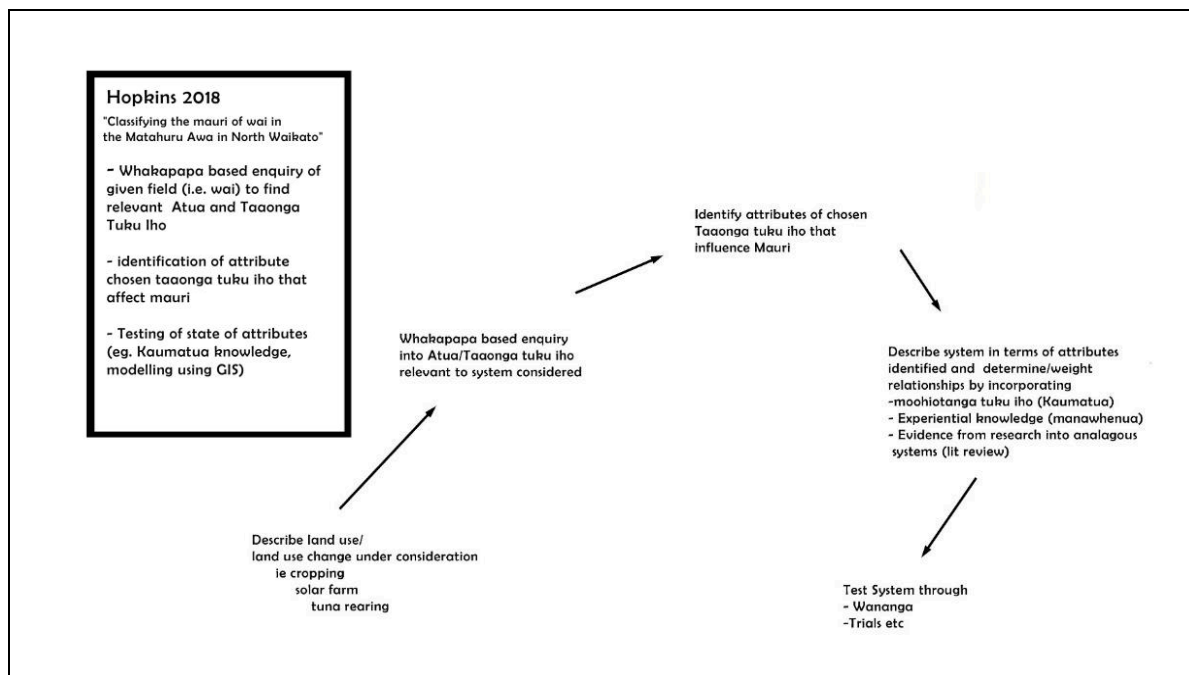 Hopkins 2018
"Classifying the mauri of wai in
the Matahuru Awa in North Waikato"
- Whakapapa based enquiry of
given field (i.e. wai) to find
relevant Atua and Taaonga
Tuku Iho
- identification of attribute
chosen taaonga tuku iho that
affect mauri
- Testing of state of attributes
(eg. Kaumatua knowledge,
modelling using GIS)
Describe land use/
land use change under consideration
ie cropping
solar farm
tuna rearing
Whakapapa based enquiry
into Atua/Taaonga tuku iho
relevant to system considered
Identify attributes of chosen
Taaonga tuku iho that
influence Mauri
Describe system in terms of attributes
identified and determine/weight
relationships by incorporating
-moohiotanga tuku iho (Kaumatua)
- Experiential knowledge (manawhenua)
- Evidence from research into analagous
systems (lit review)
Test System through
- Wananga
-Trials etc